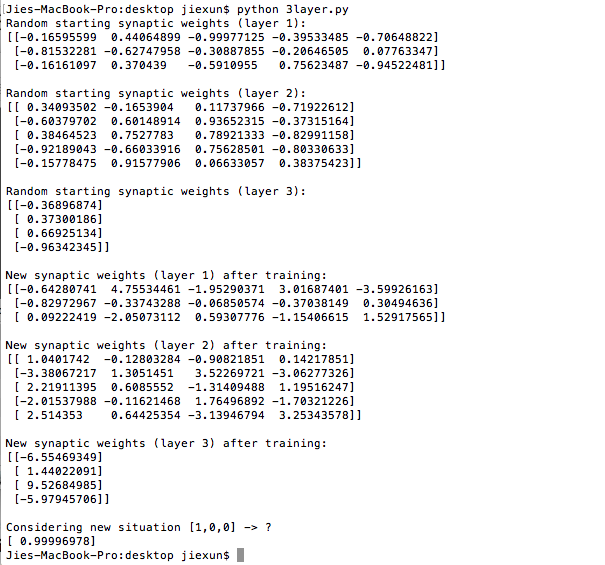 Jies-MacBook-Pro:desktop jiexun$ python 3layer.py
Random starting synaptic weights (layer 1):
[[-0.16595599  0.44064899 -0.99977125 -0.39533485 -0.70648822]
 [-0.81532281 -0.62747958 -0.30887855 -0.20646505  0.07763347]
 [-0.16161097  0.370439   -0.5910955   0.75623487 -0.94522481]]

Random starting synaptic weights (layer 2):
[[ 0.34093502 -0.1653904   0.11737966 -0.71922612]
 [-0.60379702  0.60148914  0.93652315 -0.37315164]
 [ 0.38464523  0.7527783   0.78921333 -0.82991158]
 [-0.92189043 -0.66033916  0.75628501 -0.80330633]
 [-0.15778475  0.91577906  0.06633057  0.38375423]]

Random starting synaptic weights (layer 3):
[[-0.36896874]
 [ 0.37300186]
 [ 0.66925134]
 [-0.96342345]]

New synaptic weights (layer 1) after training:
[[-0.64280741  4.75534461 -1.95290371  3.01687401 -3.59926163]
 [-0.82972967 -0.33743288 -0.06850574 -0.37038149  0.30494636]
 [ 0.09222419 -2.05073112  0.59307776 -1.15406615  1.52917565]]

New synaptic weights (layer 2) after training:
[[ 1.0401742  -0.12803284 -0.90821851  0.14217851]
 [-3.38067217  1.3051451   3.52269721 -3.06277326]
 [ 2.21911395  0.6085552  -1.31409488  1.19516247]
 [-2.01537988 -0.11621468  1.76496892 -1.70321226]
 [ 2.514353    0.64425354 -3.13946794  3.25343578]]

New synaptic weights (layer 3) after training:
[[-6.55469349]
 [ 1.44022091]
 [ 9.52684985]
 [-5.97945706]]

Considering new situation [1,0,0] -> ?
[ 0.99996978]
Jies-MacBook-Pro:desktop jiexun$